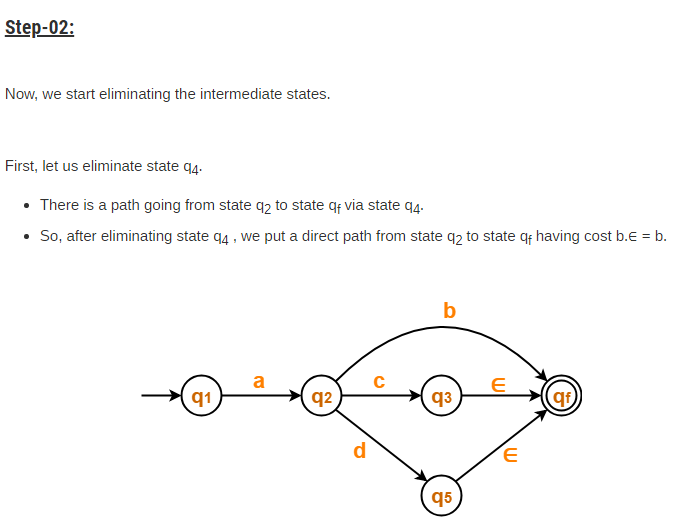 Step-02:
Now, we start eliminating the intermediate states.
First, let us eliminate state q4.
• There is a path going from state q2 to state qf via state q4.
• So, after eliminating state q4 , we put a direct path from state q2 to state qf having cost b.∈ = b.
b
a
c
∈
q1
q2
q3
qf
d
∈
q5